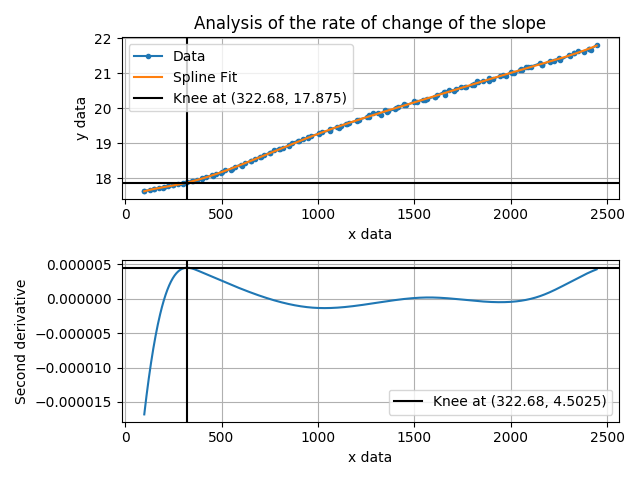 Analysis of the rate of change of the slope
22
21
20
19
18
y data
Data
Spline Fit
Knee at (322.68, 17.875)
0 500 1000 1500 2000 2500
x data
0.000005
0.000000
−0.000005
−0.000010
−0.000015
Second derivative
Knee at (322.68, 4.5025)
0 500 1000 1500 2000 2500
x data